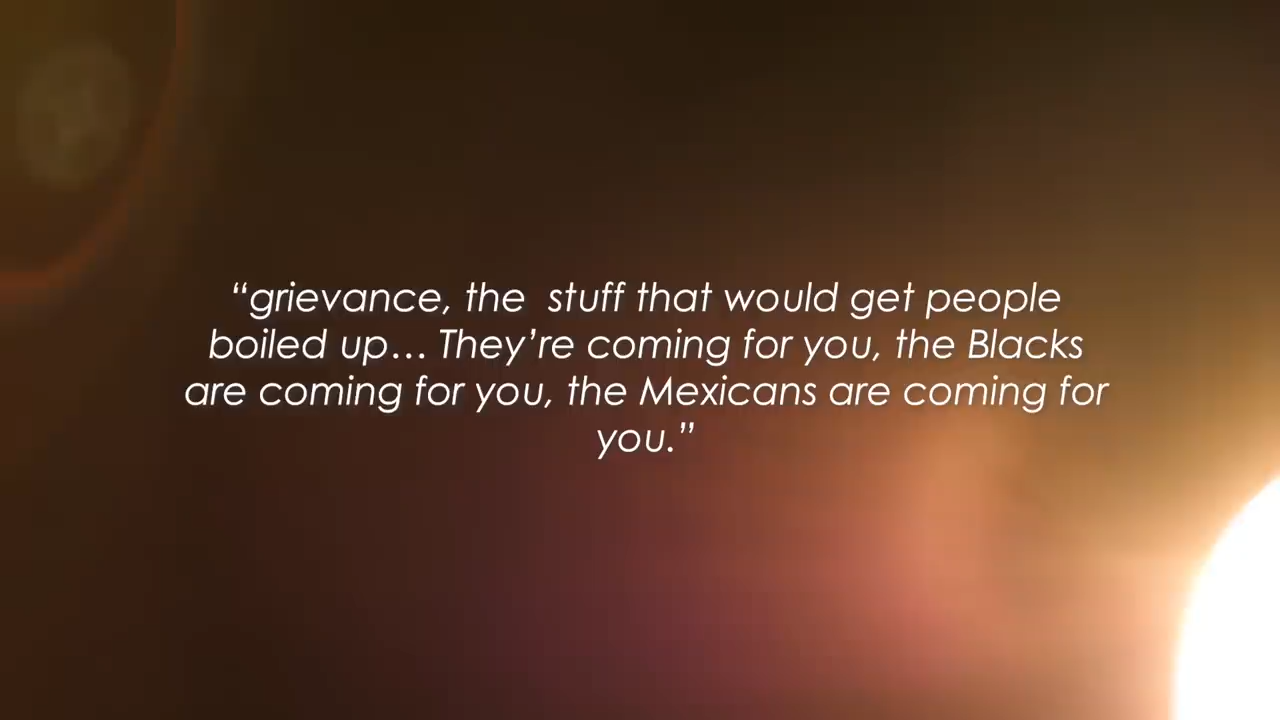 “grievance, the  stuff that would get people
boiled up… They’re coming for you, the Blacks
are coming for you, the Mexicans are coming for
you.”